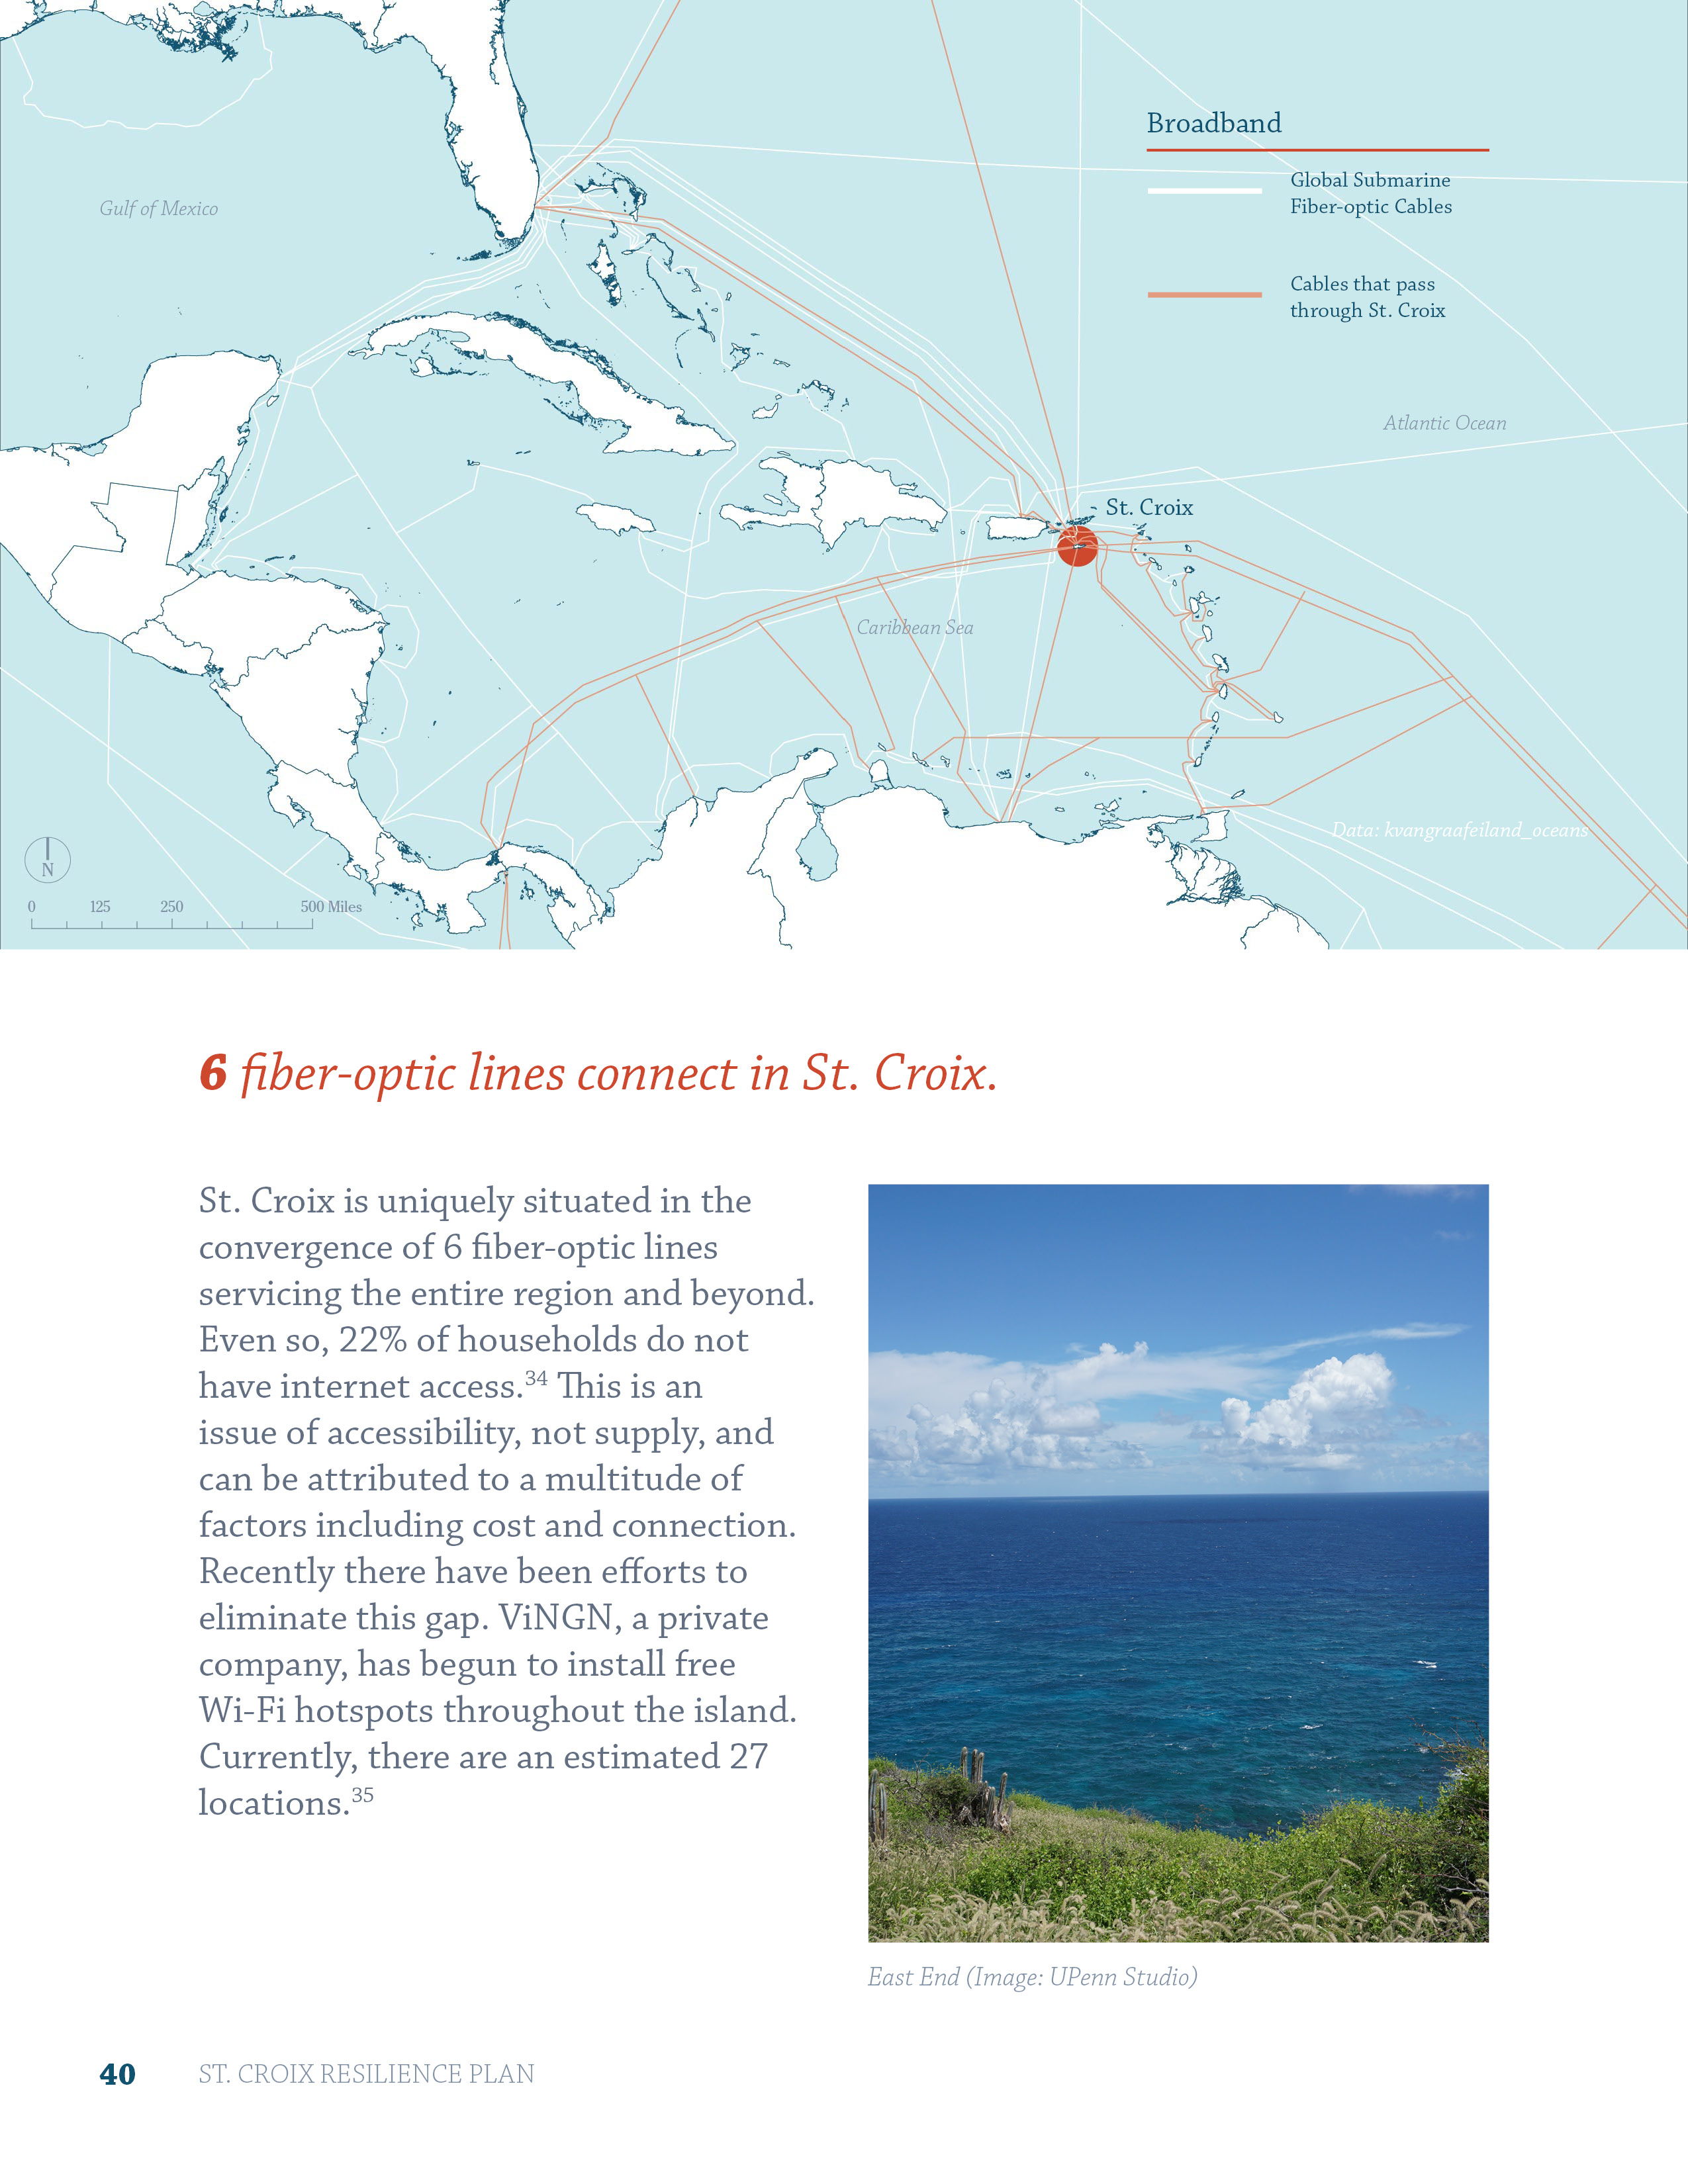 Broadband
Global Submarine
Fiber-optic Cables
Gulf of Mexico
Cables that pass
through St. Croix
Atlantic Ocean
St. Croix
Caribbean Sea
Data: kvangraafeiland_oceans
N
0 125 250 500 Miles
6 fiber-optic lines connect in St. Croix.
St. Croix is uniquely situated in the
convergence of 6 fiber-optic lines
servicing the entire region and beyond.
Even so, 22% of households do not
have internet access.34 This is an
issue of accessibility, not supply, and
can be attributed to a multitude of
factors including cost and connection.
Recently there have been efforts to
eliminate this gap. ViNGN, a private
company, has begun to install free
Wi-Fi hotspots throughout the island.
Currently, there are an estimated 27
locations.35
East End (Image: UPenn Studio)
40 ST. CROIX RESILIENCE PLAN